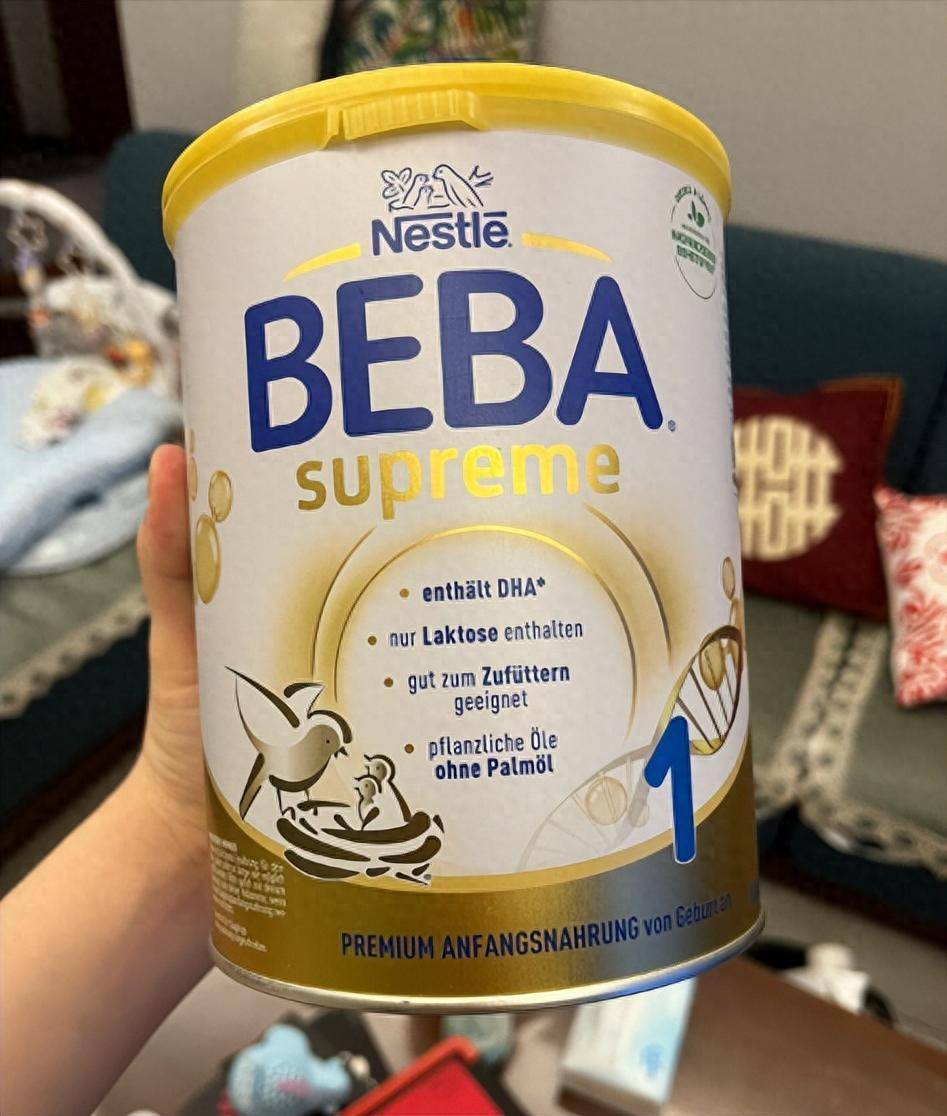 Nestlé®
BEBA®
supreme
• enthält DHA*
• nur Laktose enthalten
• gut zum Zufüttern
geeignet
• pflanzliche Öle
ohne Palmöl
1
PREMIUM ANFANGSNAHRUNG von Geburt an